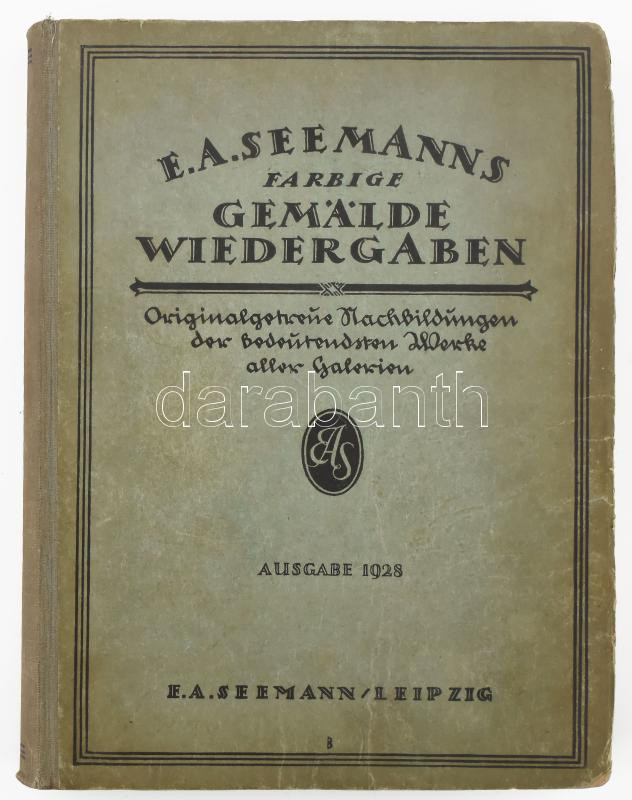 E.A. SEEMANNS
FARBIGE
GEMÄLDE
WIEDERGABEN
Originalgetreue Nachbildungen
der bedeutendsten Werke
aller Galerien
darabanth
EAS
AUSGABE 1928
E.A. SEEMANN/LEIPZIG
B